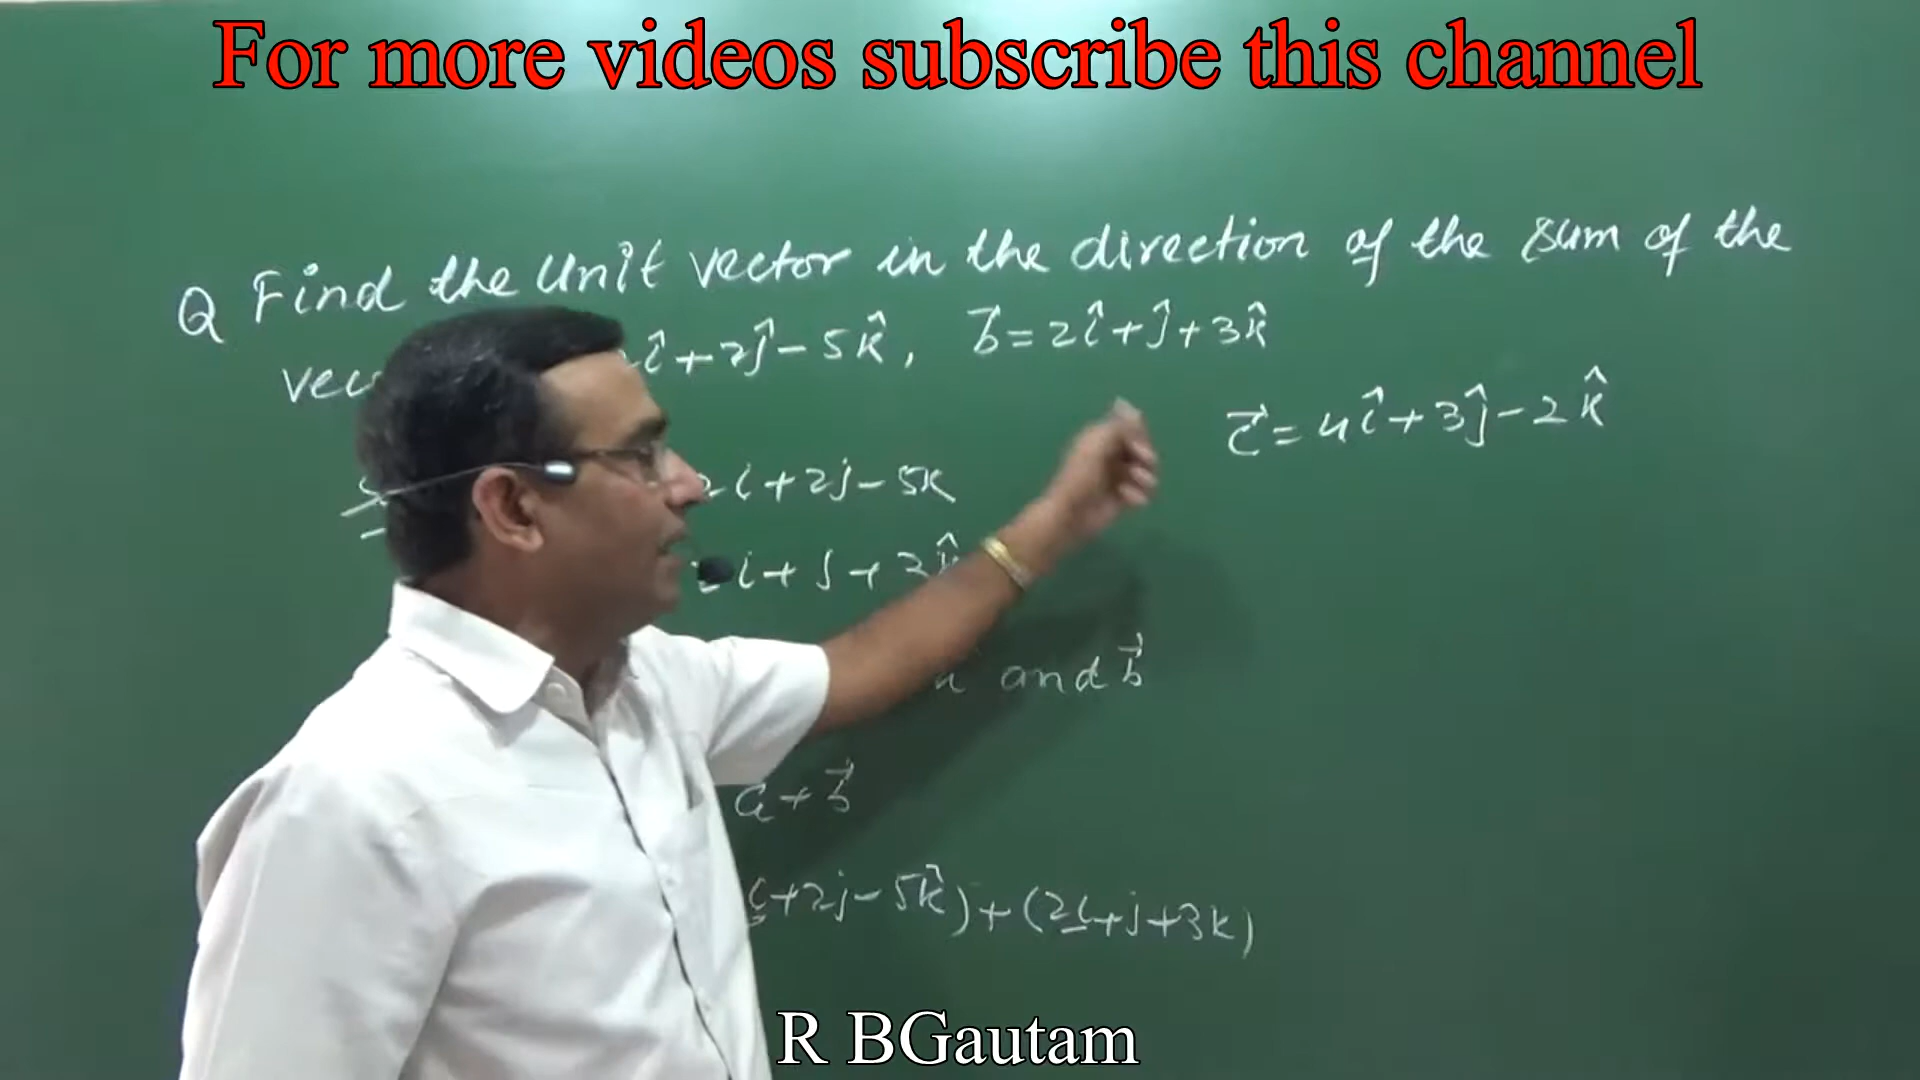 For more videos subscribe this channel
Q Find the Unit vector in the direction of the sum of the
î+2ĵ-5k̂, b⃗=2î+ĵ+3k̂
c⃗=4î+3ĵ-2k̂
2i+2j-5k
i+j+3k̂
and b⃗
a+b⃗
i+2j-5k̂)+(2i+j+3k)
R BGautam